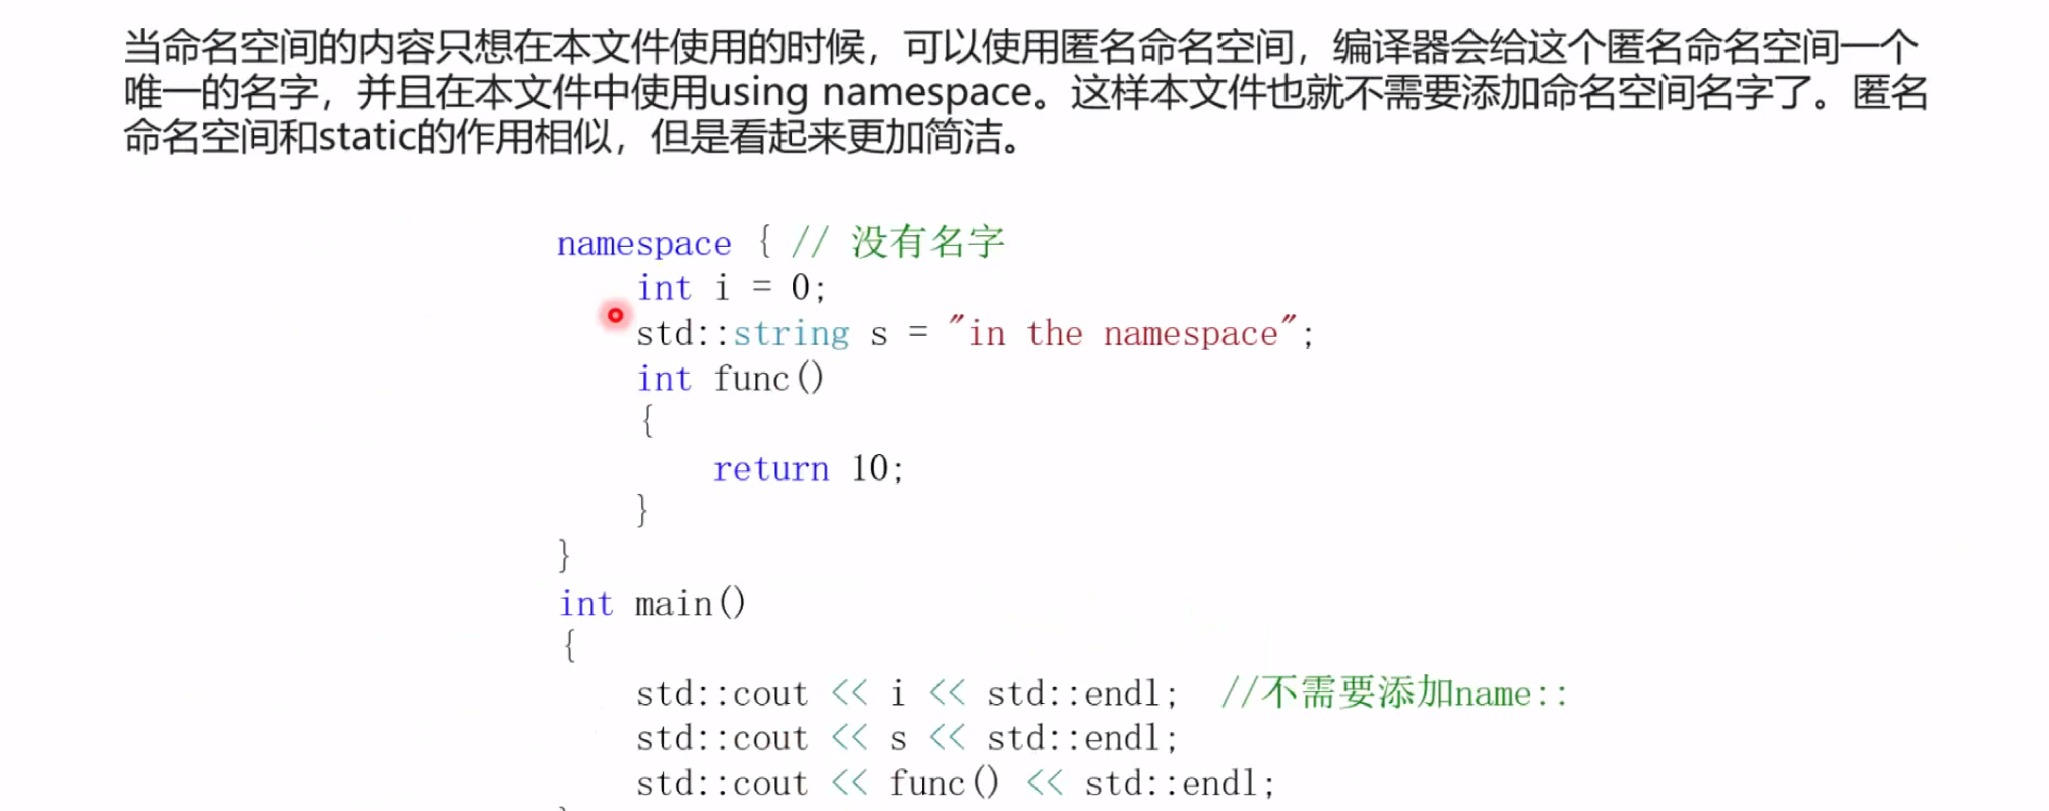 当命名空间的内容只想在本文件使用的时候，可以使用匿名命名空间，编译器会给这个匿名命名空间一个
唯一的名字，并且在本文件中使用using namespace。这样本文件也就不需要添加命名空间名字了。匿名
命名空间和static的作用相似，但是看起来更加简洁。
namespace { // 没有名字
    int i = 0;
    std::string s = "in the namespace";
    int func()
    {
        return 10;
    }
}
int main()
{
    std::cout << i << std::endl;  //不需要添加name::
    std::cout << s << std::endl;
    std::cout << func() << std::endl;